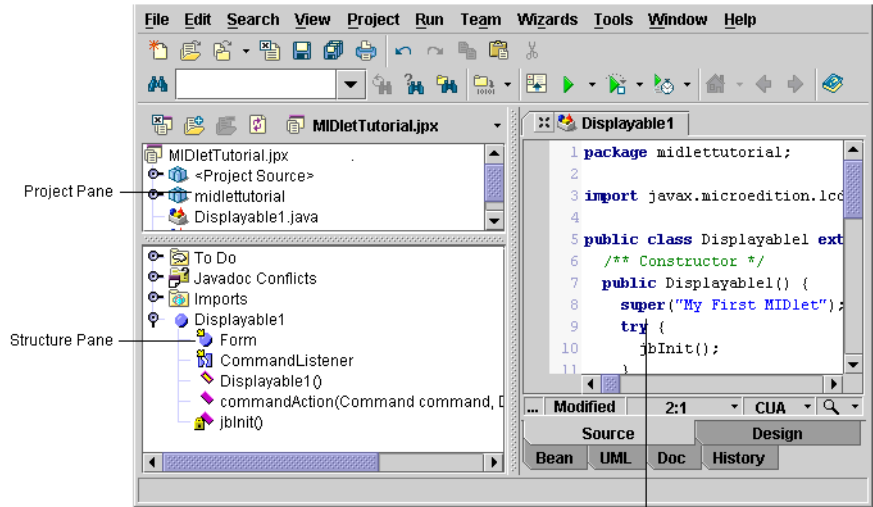 File Edit Search View Project Run Team Wizards Tools Window Help
MIDletTutorial.jpx
Displayable1
Project Pane
MIDletTutorial.jpx
<Project Source>
midlettutorial
Displayable1.java
Structure Pane
To Do
Javadoc Conflicts
Imports
Displayable1
Form
CommandListener
Displayable1()
commandAction(Command command, D
jbInit()
1 package midlettutorial;
2
3 import javax.microedition.lcd
4
5 public class Displayable1 ext
6 /** Constructor */
7 public Displayable1() {
8 super("My First MIDlet");
9 try {
10 jbInit();
11 }
... Modified 2:1 CUA
Source Design
Bean UML Doc History